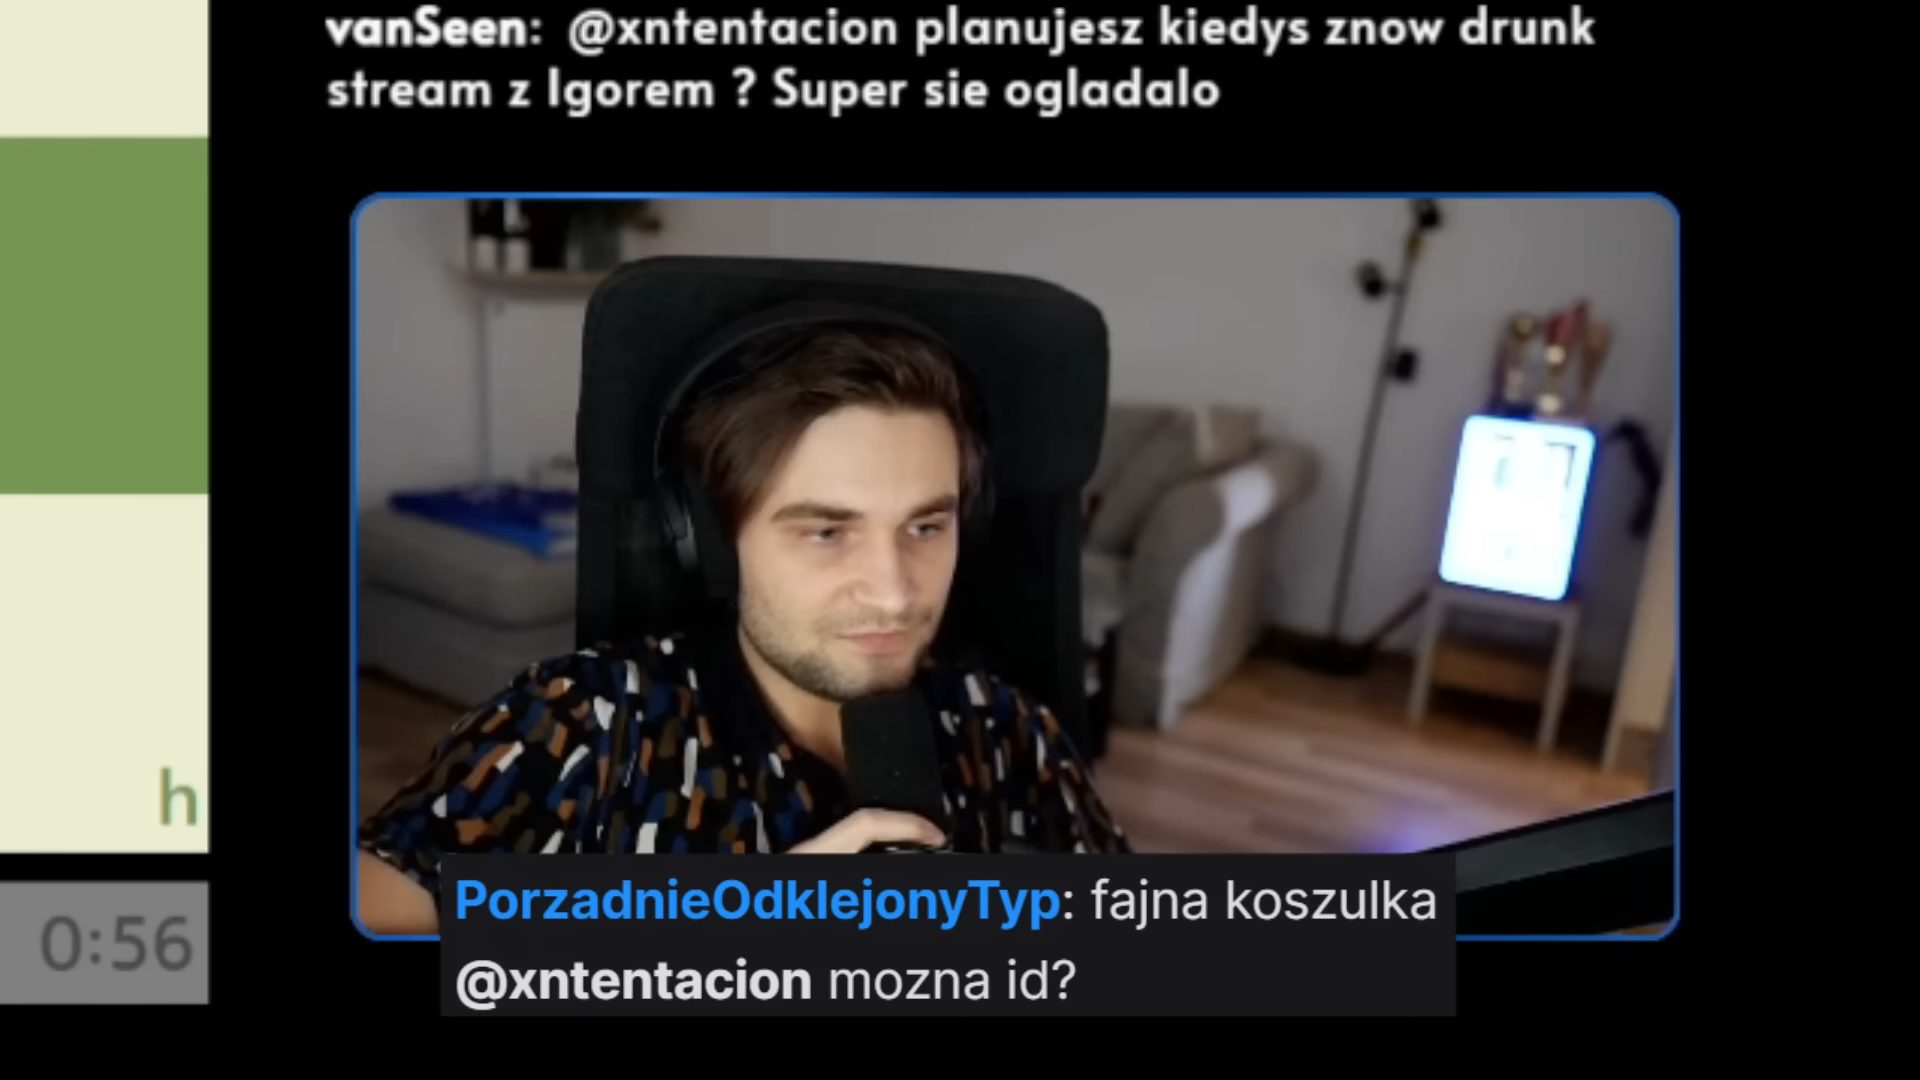 vanSeen: @xntentacion planujesz kiedys znow drunk
stream z Igorem ? Super sie ogladalo
h
0:56
PorzadnieOdklejonyTyp: fajna koszulka
@xntentacion mozna id?